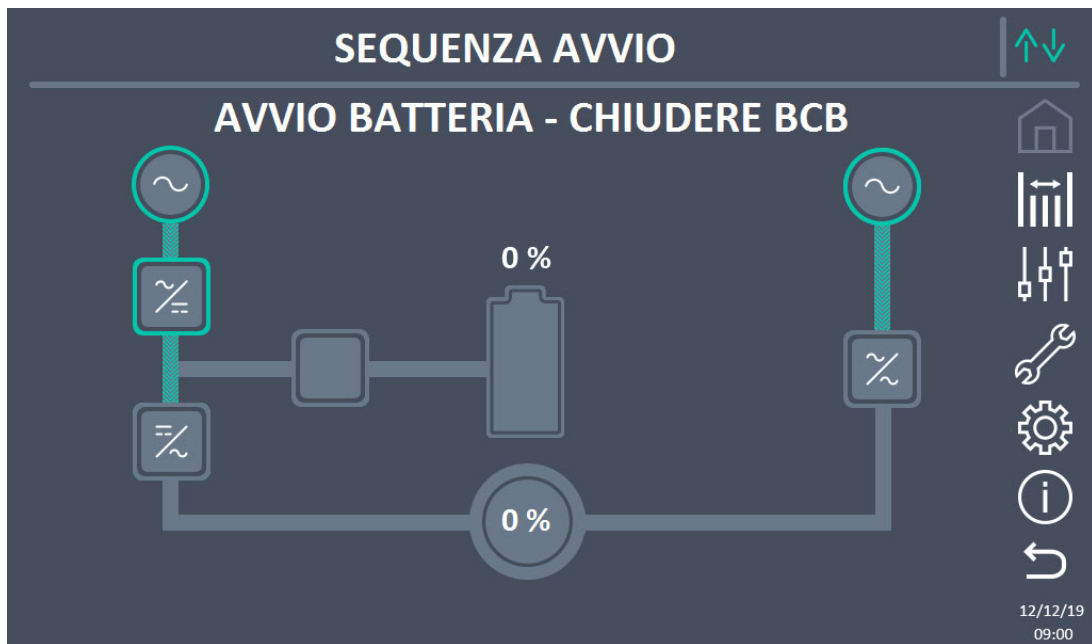 SEQUENZA AVVIO
AVVIO BATTERIA - CHIUDERE BCB
0 %
0 %
12/12/19
09:00